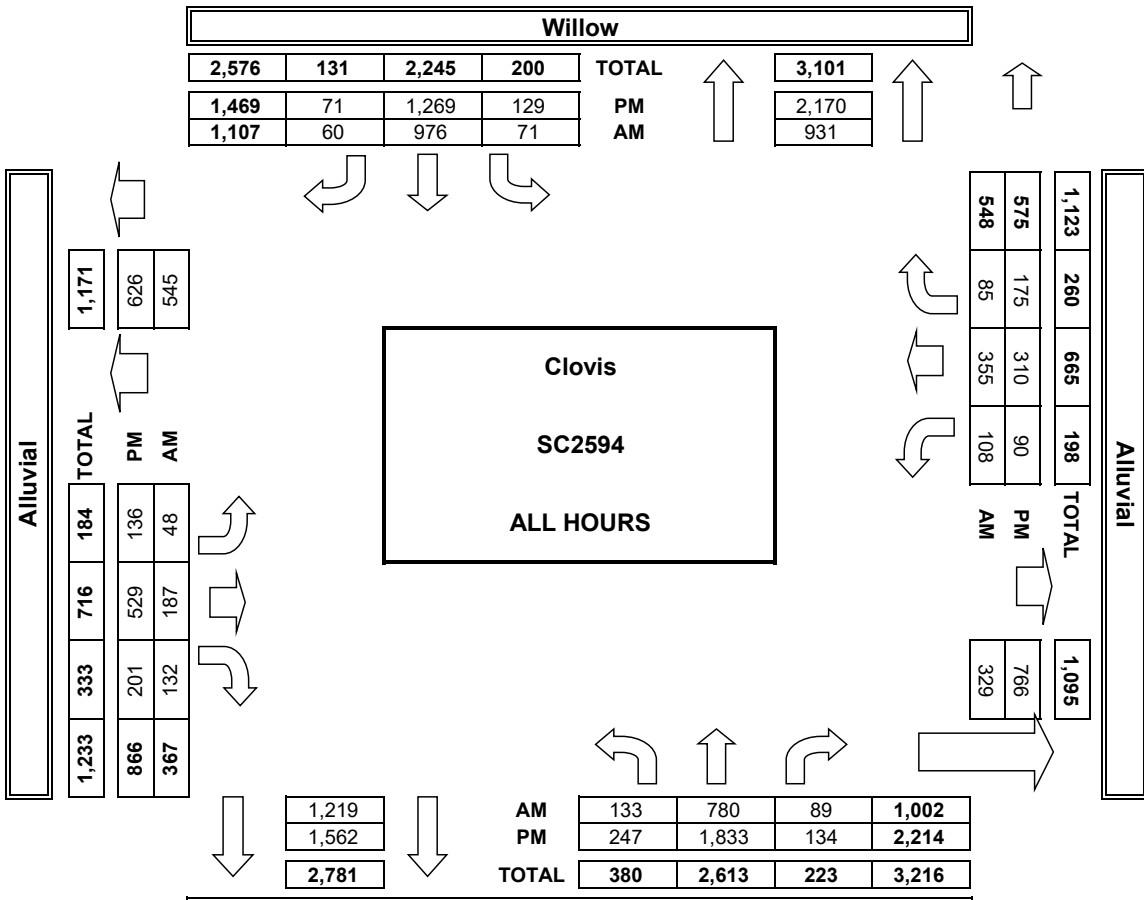 Willow
2,576 131 2,245 200 TOTAL 3,101
1,469 71 1,269 129 PM 2,170
1,107 60 976 71 AM 931
Alluvial
1,171 626 545
TOTAL PM AM
184 136 48
716 529 187
333 201 132
1,233 866 367
Clovis
SC2594
ALL HOURS
548 575 1,123
85 175 260
355 310 665
108 90 198
AM PM TOTAL
329 766 1,095
Alluvial
1,219 AM 133 780 89 1,002
1,562 PM 247 1,833 134 2,214
2,781 TOTAL 380 2,613 223 3,216